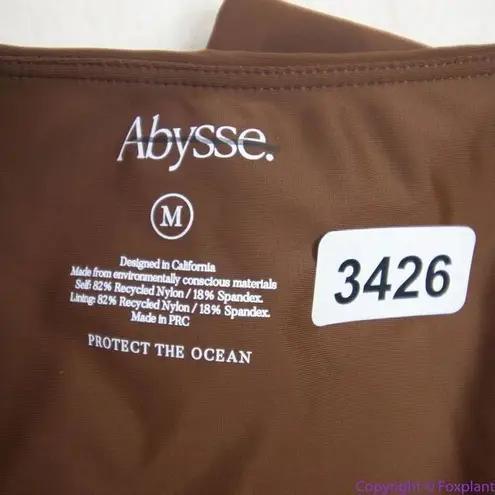 Abysse.
M
Designed in California
Made from environmentally conscious materials
Self: 82% Recycled Nylon / 18% Spandex.
Lining: 82% Recycled Nylon / 18% Spandex.
Made in PRC
PROTECT THE OCEAN
3426
Copyright © Foxplant